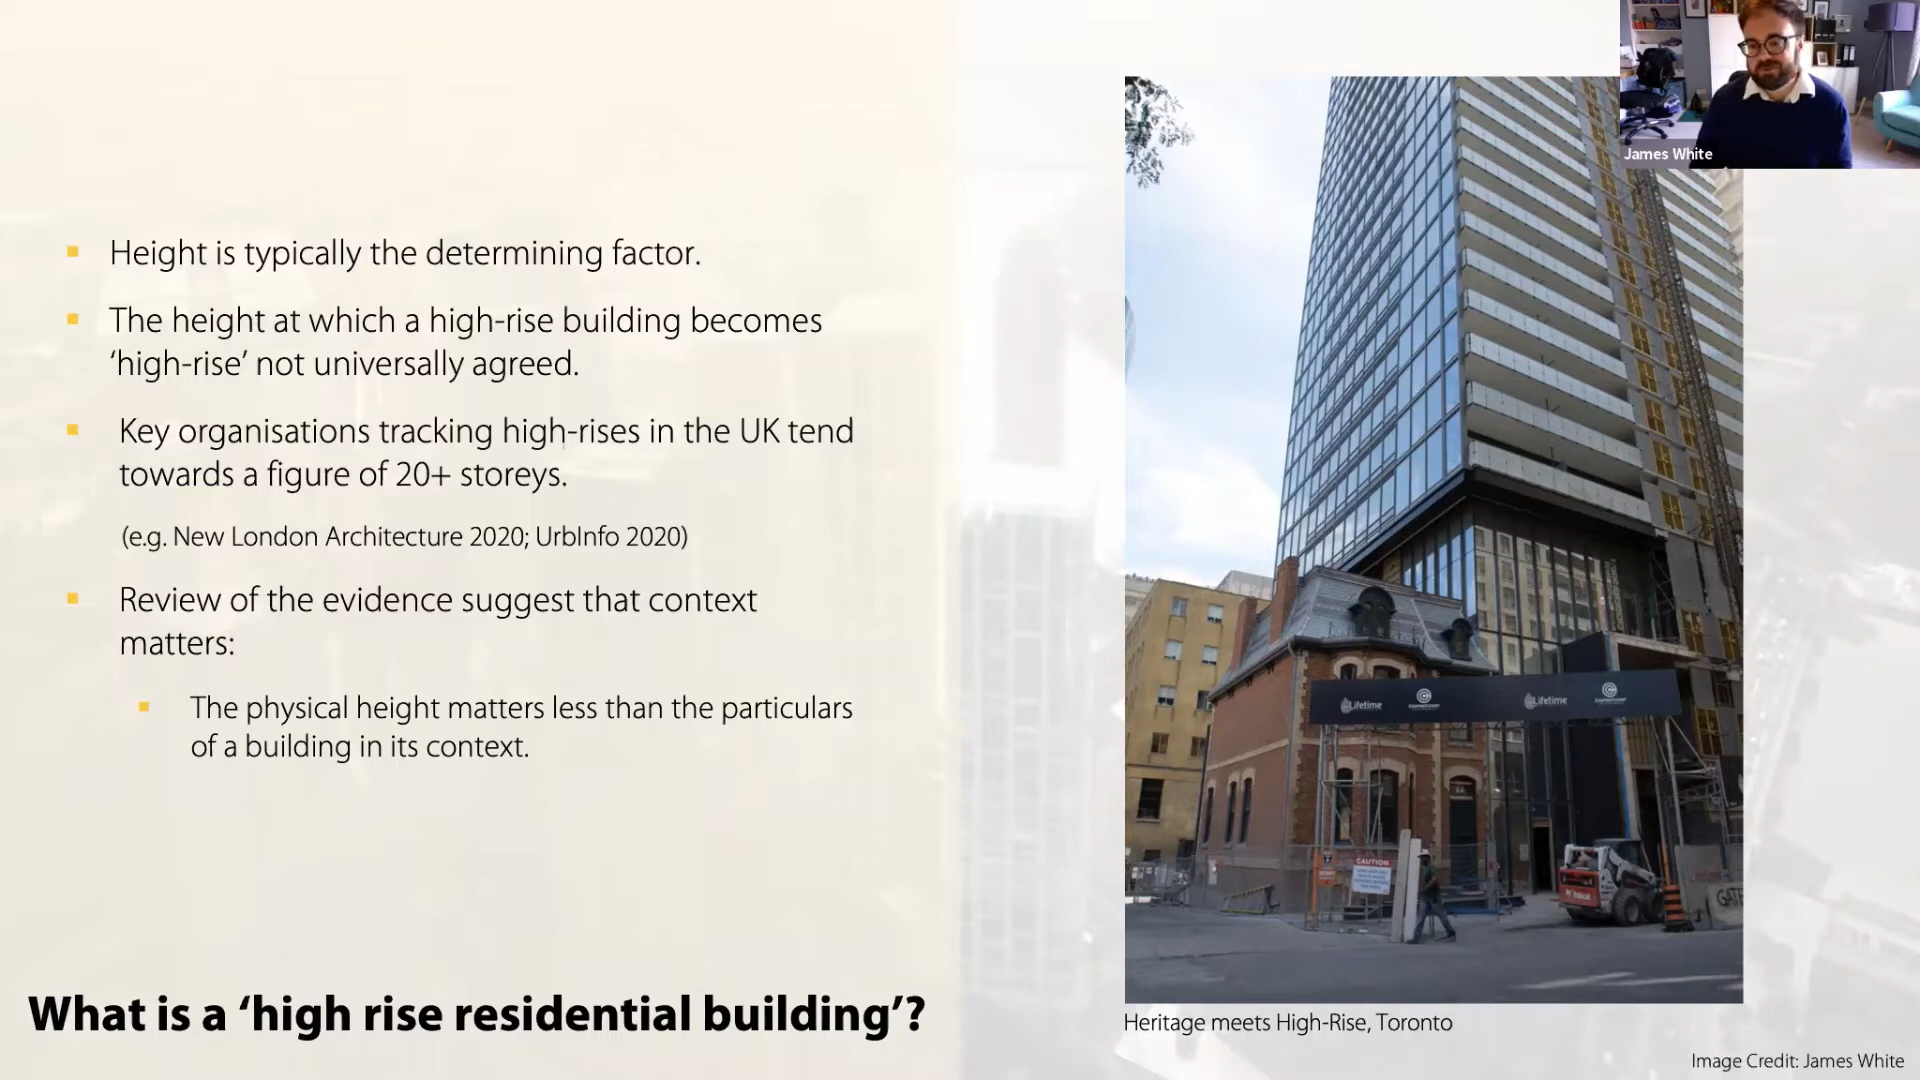 James White
Height is typically the determining factor.
The height at which a high-rise building becomes
‘high-rise’ not universally agreed.
Key organisations tracking high-rises in the UK tend
towards a figure of 20+ storeys.
(e.g. New London Architecture 2020; UrbInfo 2020)
Review of the evidence suggest that context
matters:
The physical height matters less than the particulars
of a building in its context.
What is a ‘high rise residential building’?
Lifetime
Lifetime
CAUTION
Bobcat
GATE
Heritage meets High-Rise, Toronto
Image Credit: James White